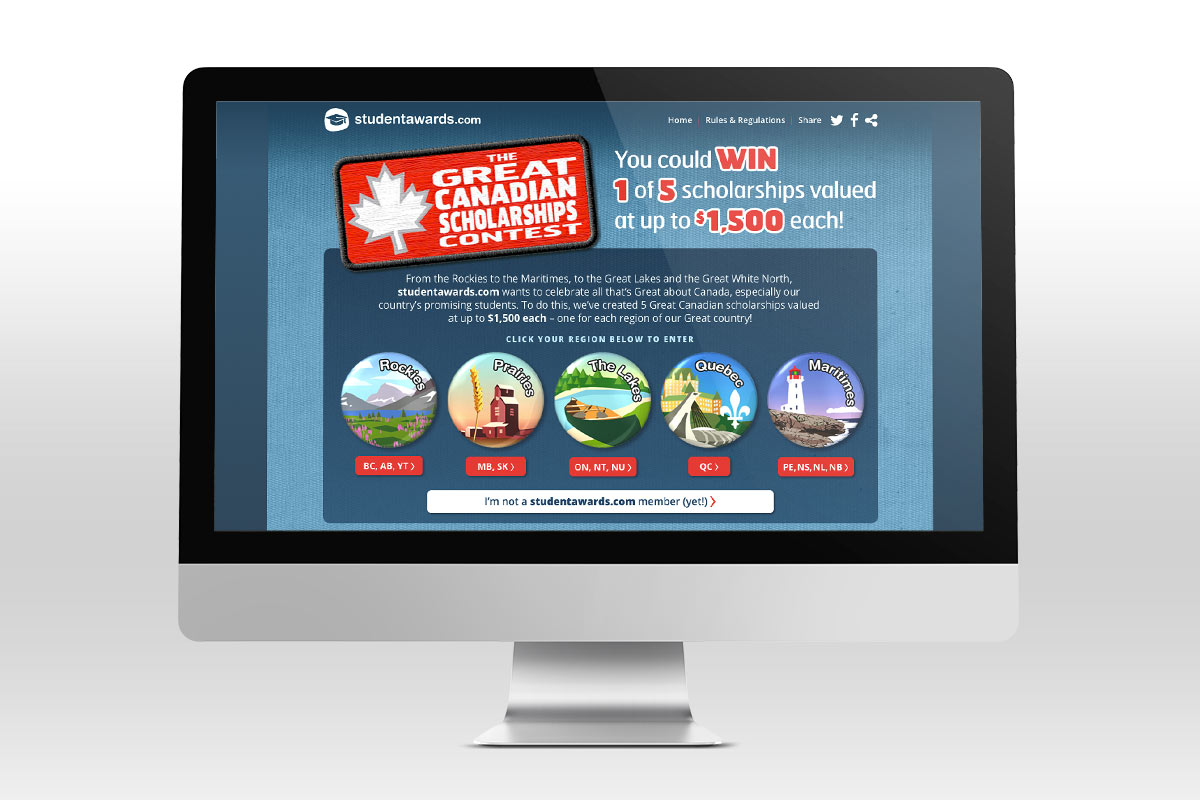 studentawards.com
Home | Rules & Regulations | Share
THE
GREAT
CANADIAN
SCHOLARSHIPS
CONTEST
You could WIN
1 of 5 scholarships valued
at up to $1,500 each!
From the Rockies to the Maritimes, to the Great Lakes and the Great White North,
studentawards.com wants to celebrate all that's Great about Canada, especially our
country's promising students. To do this, we've created 5 Great Canadian scholarships valued
at up to $1,500 each – one for each region of our Great country!
CLICK YOUR REGION BELOW TO ENTER
Rockies
Prairies
The Lakes
Quebec
Maritimes
BC, AB, YT >
MB, SK >
ON, NT, NU >
QC >
PE, NS, NL, NB >
I'm not a studentawards.com member (yet!) >